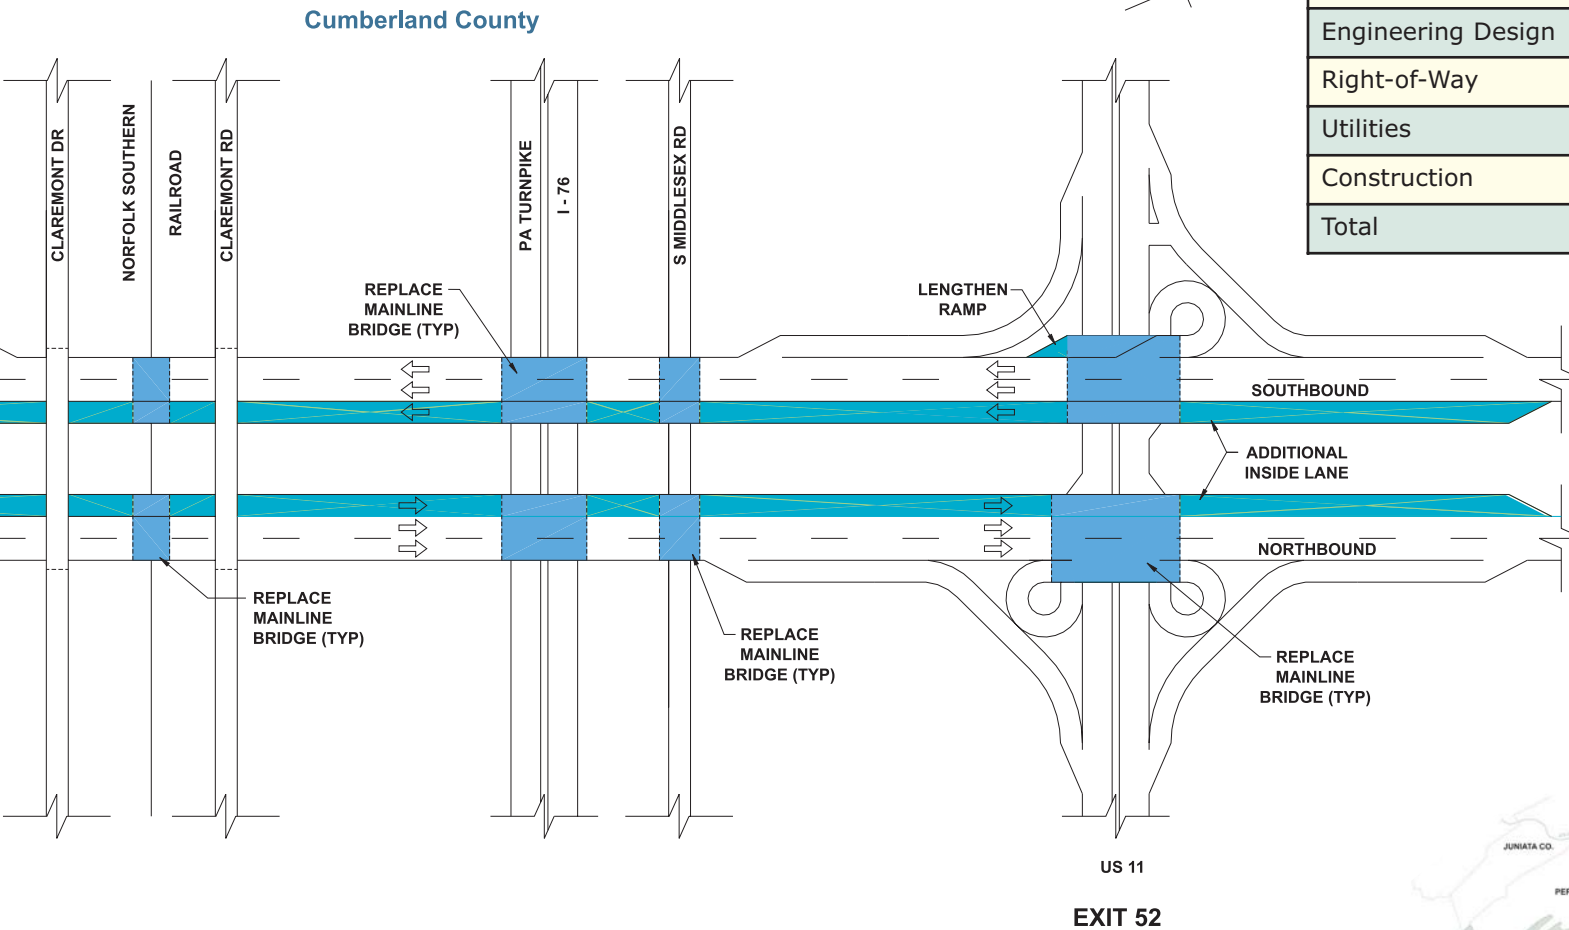 Cumberland County
Engineering Design
Right-of-Way
Utilities
Construction
Total
CLAREMONT DR
NORFOLK SOUTHERN
RAILROAD
CLAREMONT RD
PA TURNPIKE
I - 76
S MIDDLESEX RD
REPLACE
MAINLINE
BRIDGE (TYP)
LENGTHEN
RAMP
SOUTHBOUND
ADDITIONAL
INSIDE LANE
NORTHBOUND
REPLACE
MAINLINE
BRIDGE (TYP)
REPLACE
MAINLINE
BRIDGE (TYP)
REPLACE
MAINLINE
BRIDGE (TYP)
US 11
EXIT 52
JUNIATA CO.